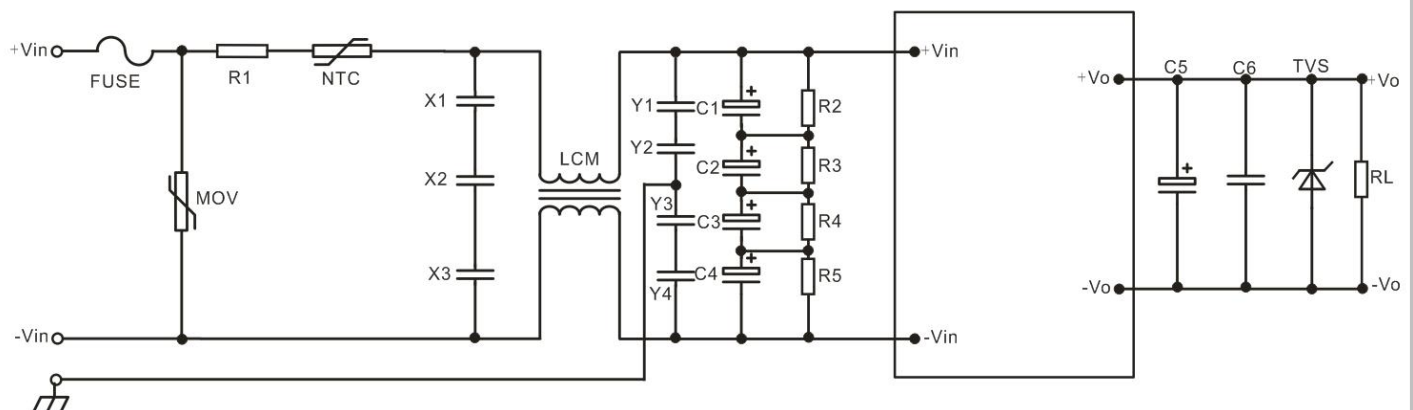 +Vin
FUSE
R1
NTC
MOV
X1
X2
X3
LCM
Y1
Y2
Y3
Y4
C1
C2
C3
C4
R2
R3
R4
R5
+Vin
-Vin
+Vo
-Vo
C5
C6
TVS
+Vo
RL
-Vo
-Vin